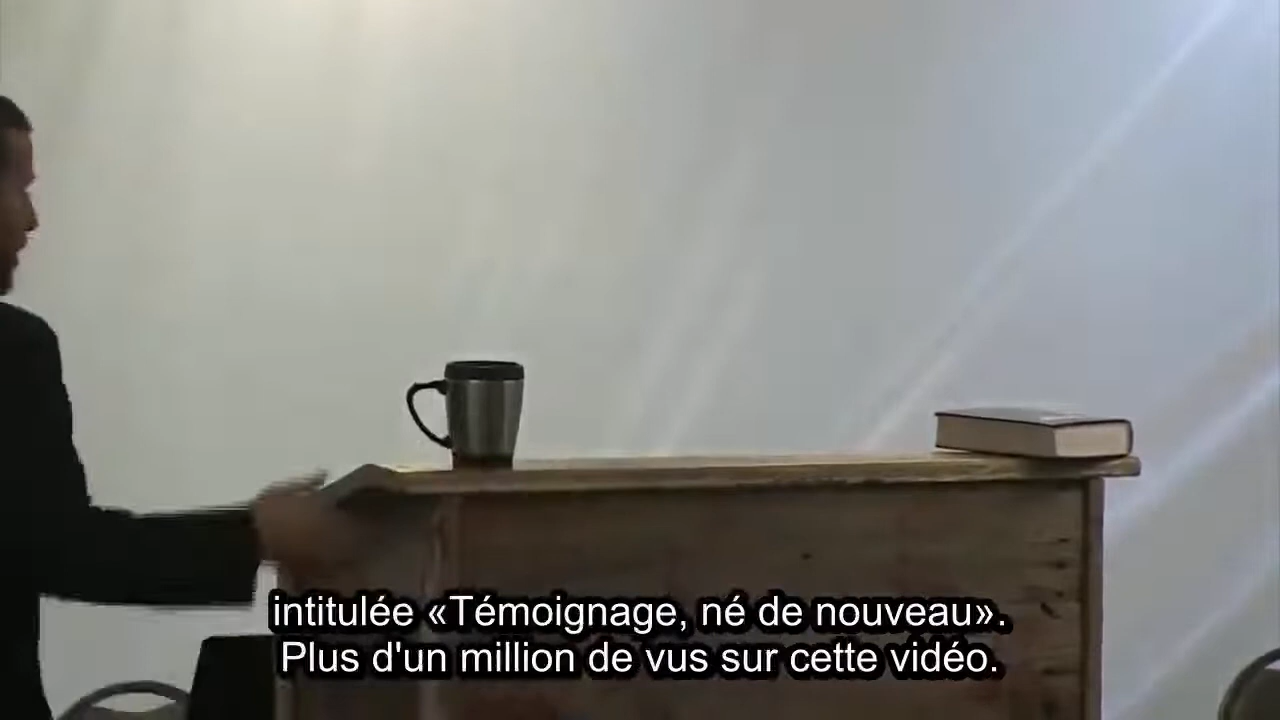 intitulée «Témoignage, né de nouveau».
Plus d'un million de vus sur cette vidéo.